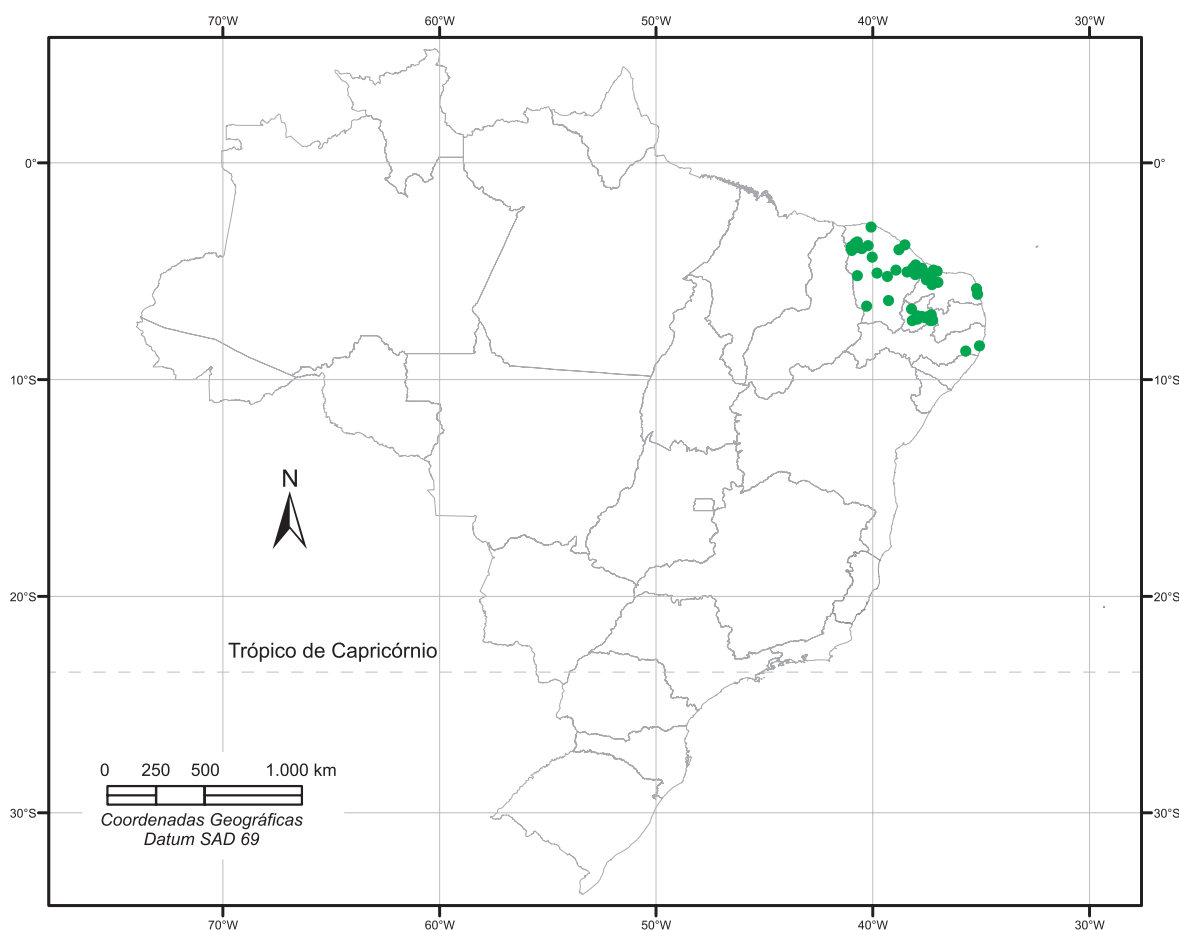 70°W 60°W 50°W 40°W 30°W
0° 0°
10°S 10°S
N
20°S 20°S
Trópico de Capricórnio
0 250 500 1.000 km
Coordenadas Geográficas
Datum SAD 69
30°S 30°S
70°W 60°W 50°W 40°W 30°W